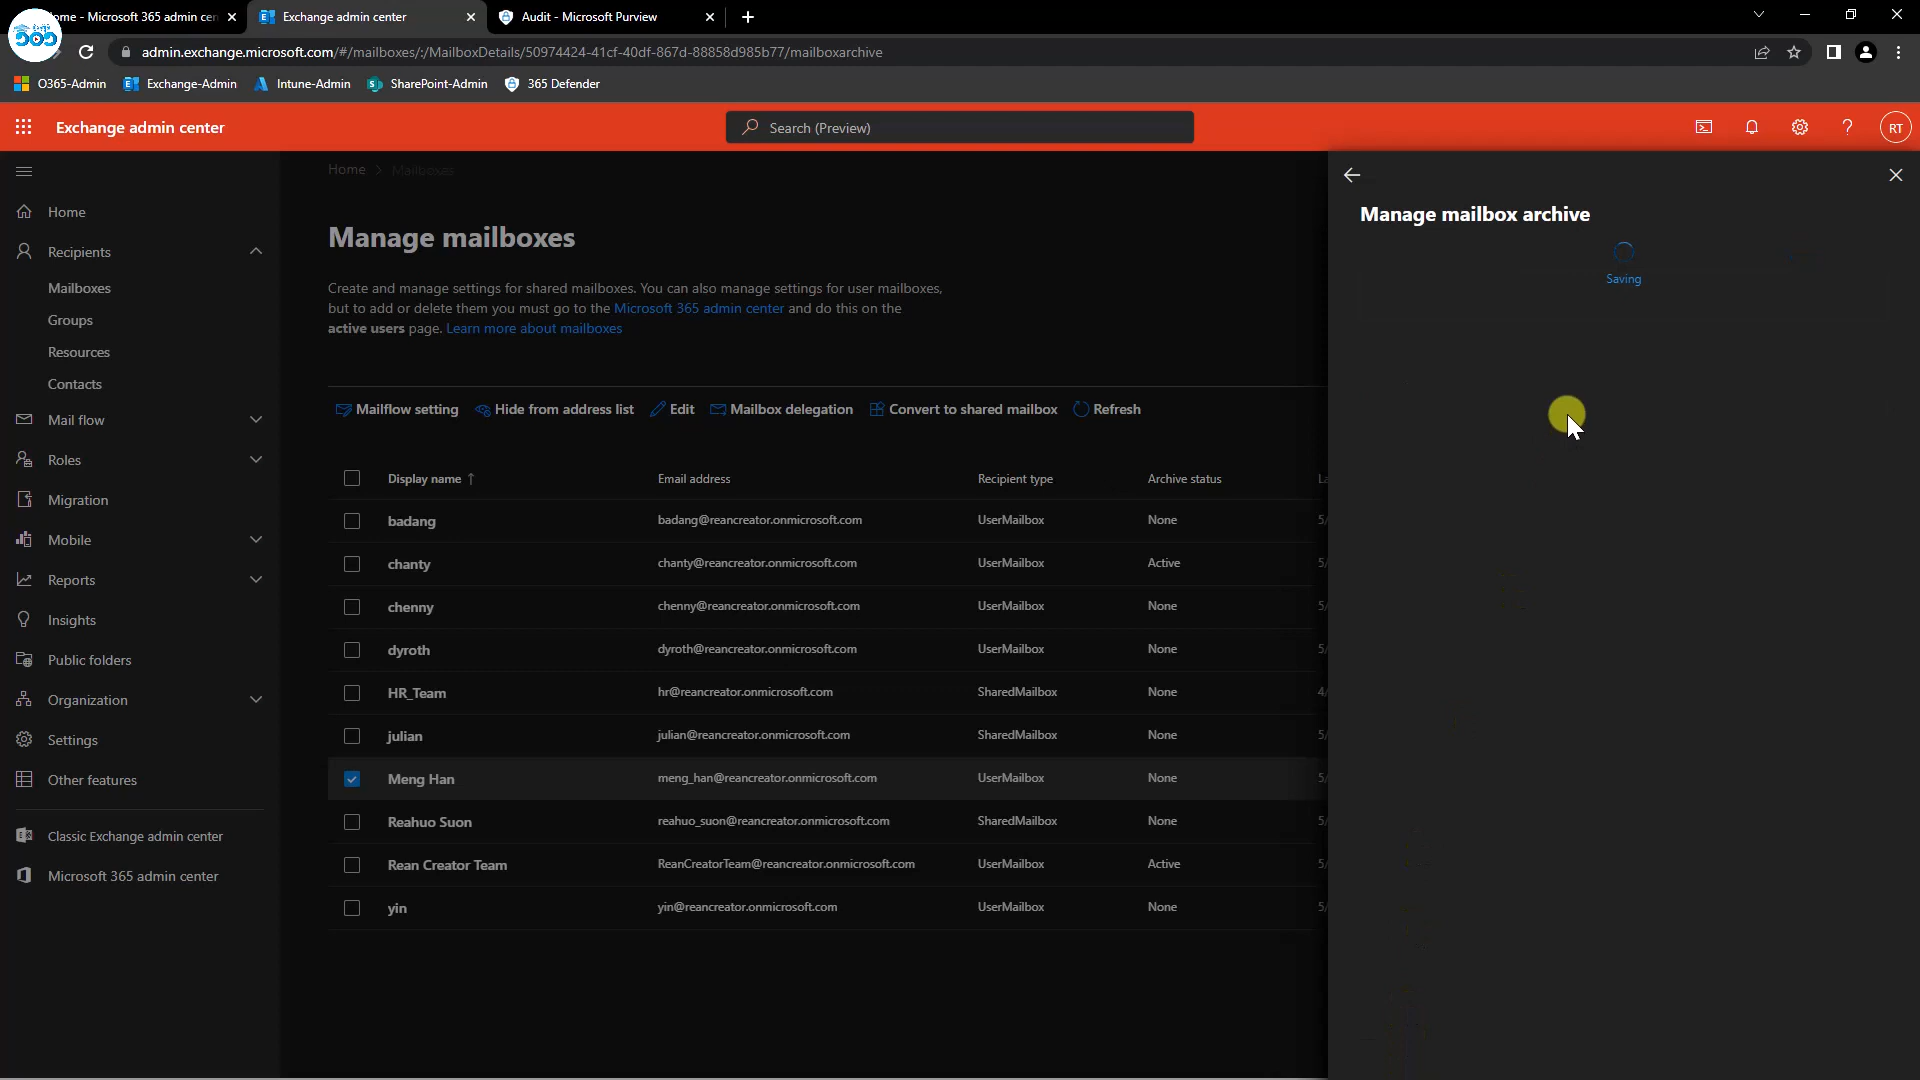 ome - Microsoft 365 admin cen
Exchange admin center
Audit - Microsoft Purview
admin.exchange.microsoft.com/#/mailboxes/:/MailboxDetails/50974424-41cf-40df-867d-88858d985b77/mailboxarchive
O365-Admin
Exchange-Admin
Intune-Admin
SharePoint-Admin
365 Defender
Exchange admin center
Search (Preview)
RT
Home > Mailboxes
Manage mailbox archive
Saving
Home
Recipients
Mailboxes
Groups
Resources
Contacts
Mail flow
Roles
Migration
Mobile
Reports
Insights
Public folders
Organization
Settings
Other features
Classic Exchange admin center
Microsoft 365 admin center
Manage mailboxes
Create and manage settings for shared mailboxes. You can also manage settings for user mailboxes,
but to add or delete them you must go to the Microsoft 365 admin center and do this on the
active users page. Learn more about mailboxes
Mailflow setting Hide from address list Edit Mailbox delegation Convert to shared mailbox Refresh
Display name ↑ Email address Recipient type Archive status
badang badang@reancreator.onmicrosoft.com UserMailbox None 5/
chanty chanty@reancreator.onmicrosoft.com UserMailbox Active 5/
chenny chenny@reancreator.onmicrosoft.com UserMailbox None 5/
dyroth dyroth@reancreator.onmicrosoft.com UserMailbox None 5/
HR_Team hr@reancreator.onmicrosoft.com SharedMailbox None 4/
julian julian@reancreator.onmicrosoft.com SharedMailbox None 5/
Meng Han meng_han@reancreator.onmicrosoft.com UserMailbox None 5/
Reahuo Suon reahuo_suon@reancreator.onmicrosoft.com SharedMailbox None 5/
Rean Creator Team ReanCreatorTeam@reancreator.onmicrosoft.com UserMailbox Active 5/
yin yin@reancreator.onmicrosoft.com UserMailbox None 5/